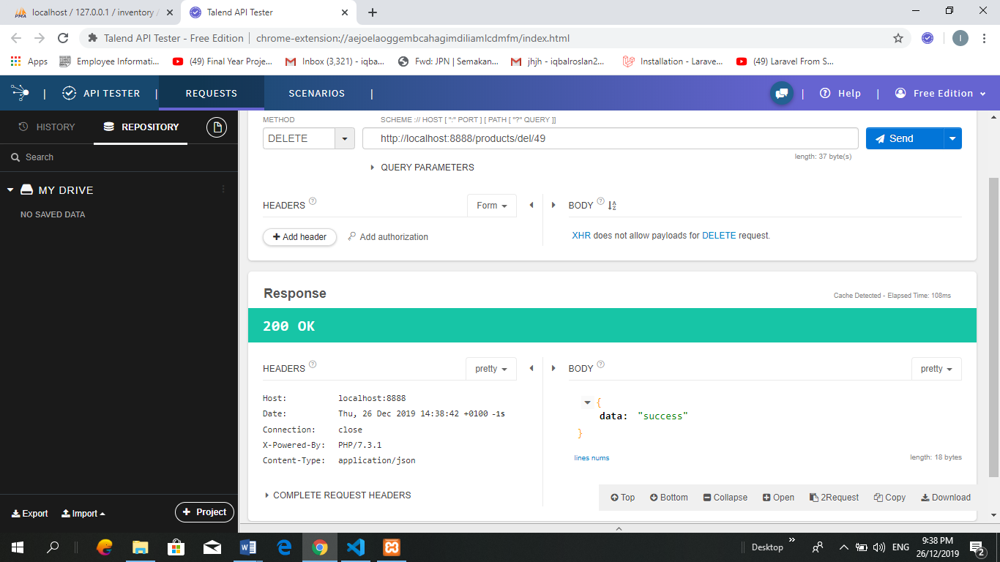 localhost / 127.0.0.1 / inventory /
Talend API Tester
Talend API Tester - Free Edition | chrome-extension://aejoelaoggembcahagimdiliamlcdmfm/index.html
I
Apps Employee Informati... (49) Final Year Proje... Inbox (3,321) - iqba... Fwd: JPN | Semakan... jhjh - iqbalroslan2... Installation - Larave... (49) Laravel From S...
| API TESTER | REQUESTS SCENARIOS | | Help | Free Edition
HISTORY REPOSITORY
Search
MY DRIVE
NO SAVED DATA
METHOD SCHEME :// HOST [ ":" PORT ] [ PATH [ "?" QUERY ]]
DELETE http://localhost:8888/products/del/49 Send
length: 37 byte(s)
QUERY PARAMETERS
HEADERS ? Form BODY ? AZ
+ Add header Add authorization XHR does not allow payloads for DELETE request.
Response Cache Detected - Elapsed Time: 108ms
200 OK
HEADERS ? pretty BODY ? pretty
Host: localhost:8888
Date: Thu, 26 Dec 2019 14:38:42 +0100 -1s
Connection: close
X-Powered-By: PHP/7.3.1
Content-Type: application/json
{
data: "success"
}
lines nums length: 18 bytes
COMPLETE REQUEST HEADERS
Top Bottom Collapse Open 2Request Copy Download
Export Import + Project
Desktop » ENG 9:38 PM
26/12/2019 2